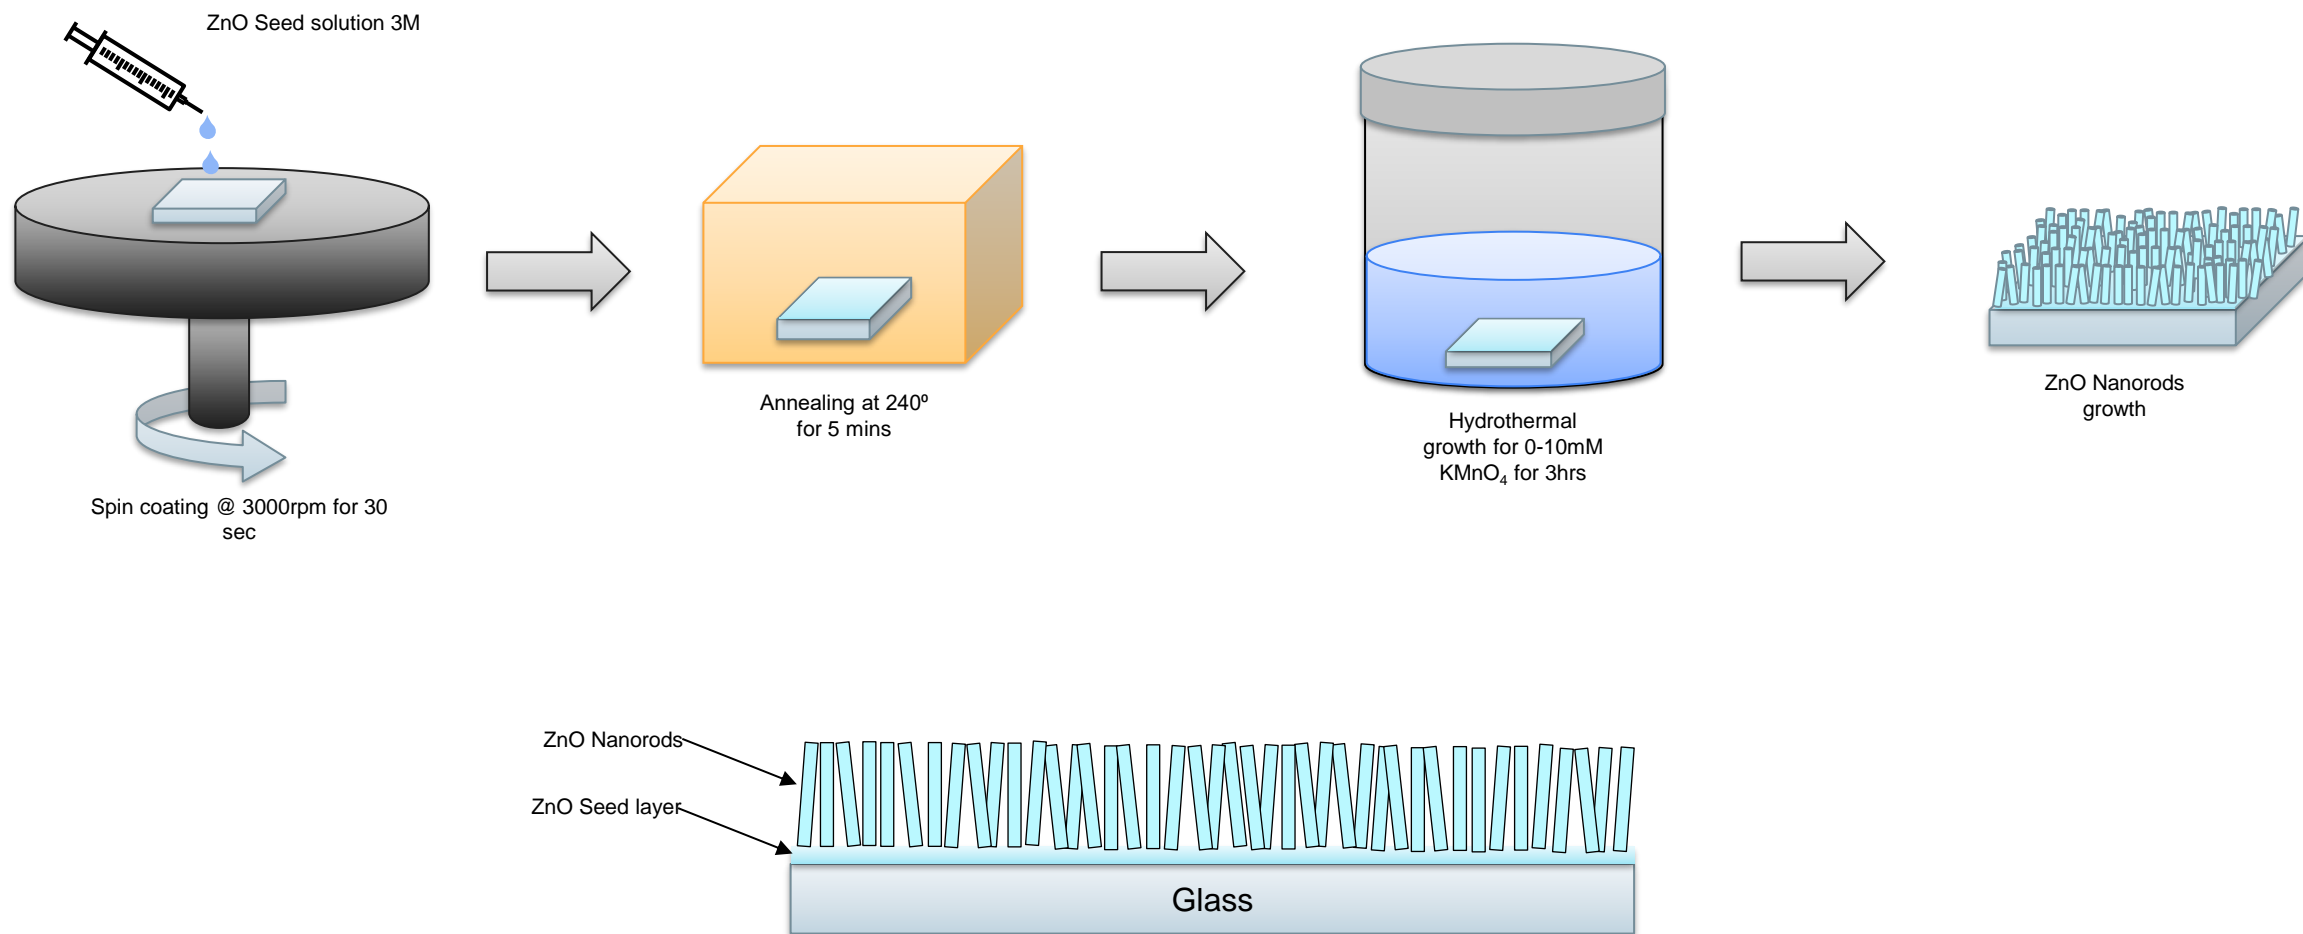 ZnO Seed solution 3M
Spin coating @ 3000rpm for 30
sec
Annealing at 240º
for 5 mins
Hydrothermal
growth for 0-10mM
KMnO₄ for 3hrs
ZnO Nanorods
growth
ZnO Nanorods
ZnO Seed layer
Glass